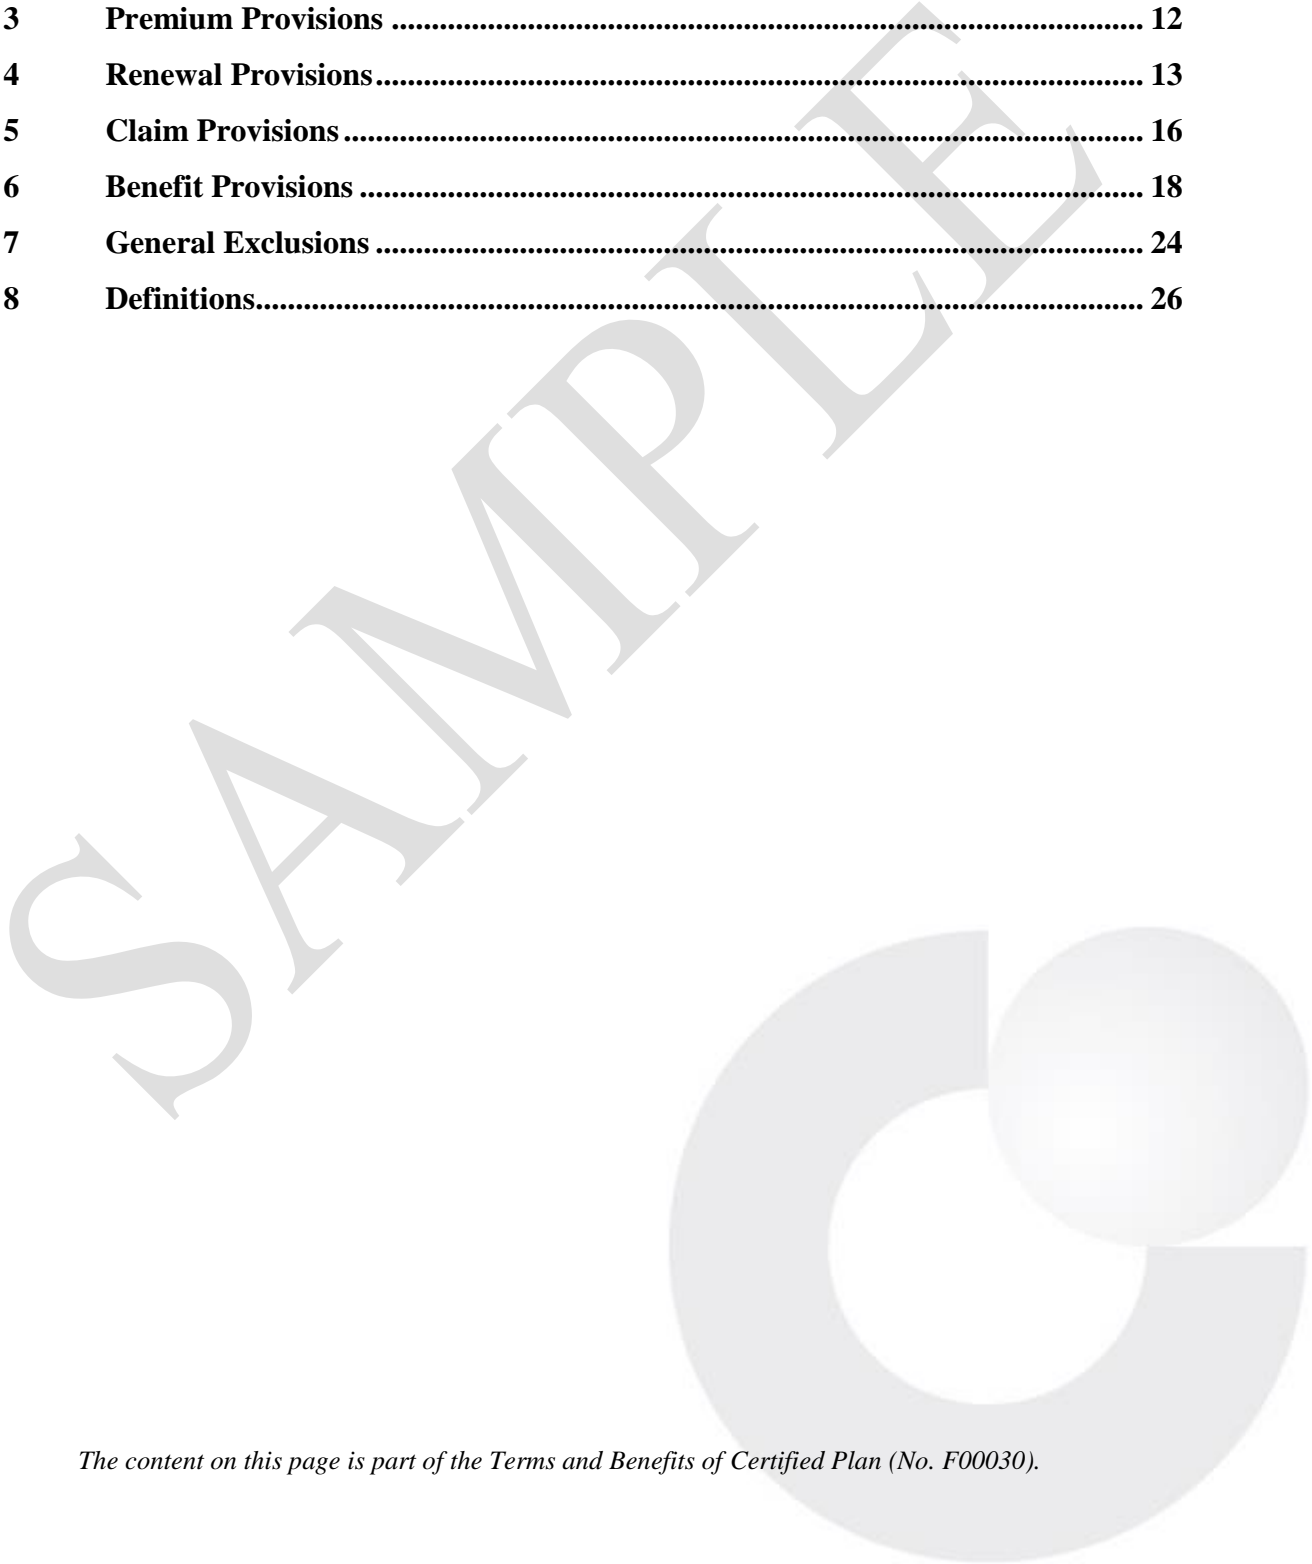 3 Premium Provisions ................................................................................................ 12
4 Renewal Provisions ................................................................................................ 13
5 Claim Provisions .................................................................................................... 16
6 Benefit Provisions .................................................................................................. 18
7 General Exclusions ................................................................................................ 24
8 Definitions............................................................................................................... 26
SAMPLE
The content on this page is part of the Terms and Benefits of Certified Plan (No. F00030).